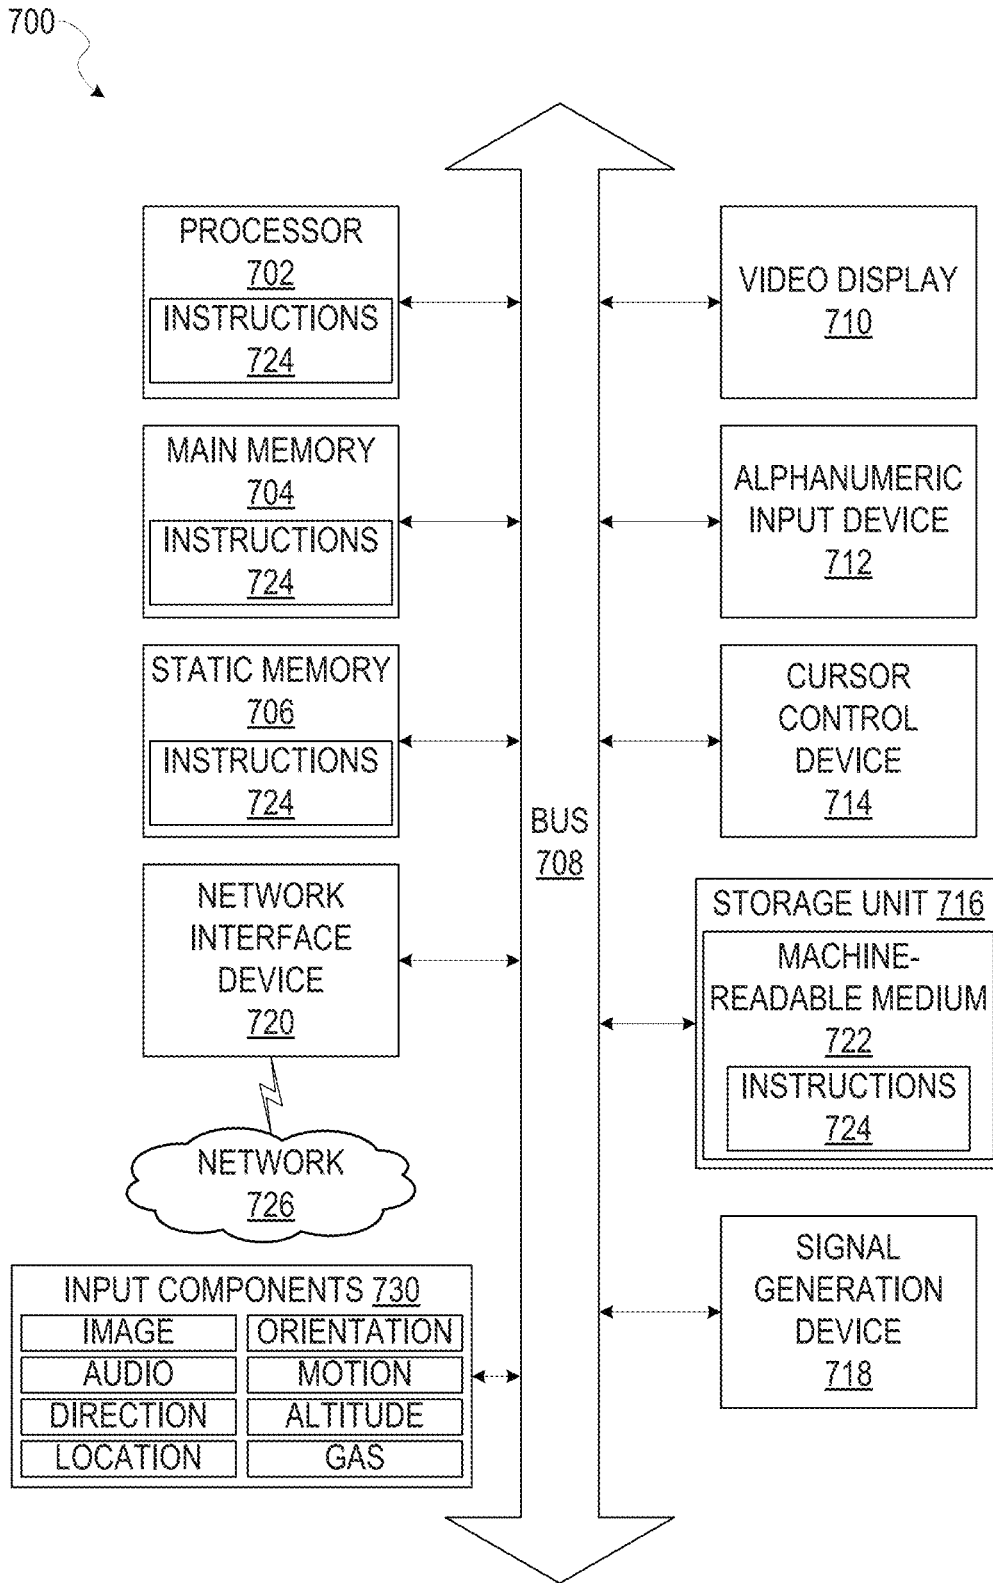 700
PROCESSOR
702
INSTRUCTIONS
724
MAIN MEMORY
704
INSTRUCTIONS
724
STATIC MEMORY
706
INSTRUCTIONS
724
NETWORK
INTERFACE
DEVICE
720
NETWORK
726
INPUT COMPONENTS 730
IMAGE
ORIENTATION
AUDIO
MOTION
DIRECTION
ALTITUDE
LOCATION
GAS
BUS
708
VIDEO DISPLAY
710
ALPHANUMERIC
INPUT DEVICE
712
CURSOR
CONTROL
DEVICE
714
STORAGE UNIT 716
MACHINE-
READABLE MEDIUM
722
INSTRUCTIONS
724
SIGNAL
GENERATION
DEVICE
718